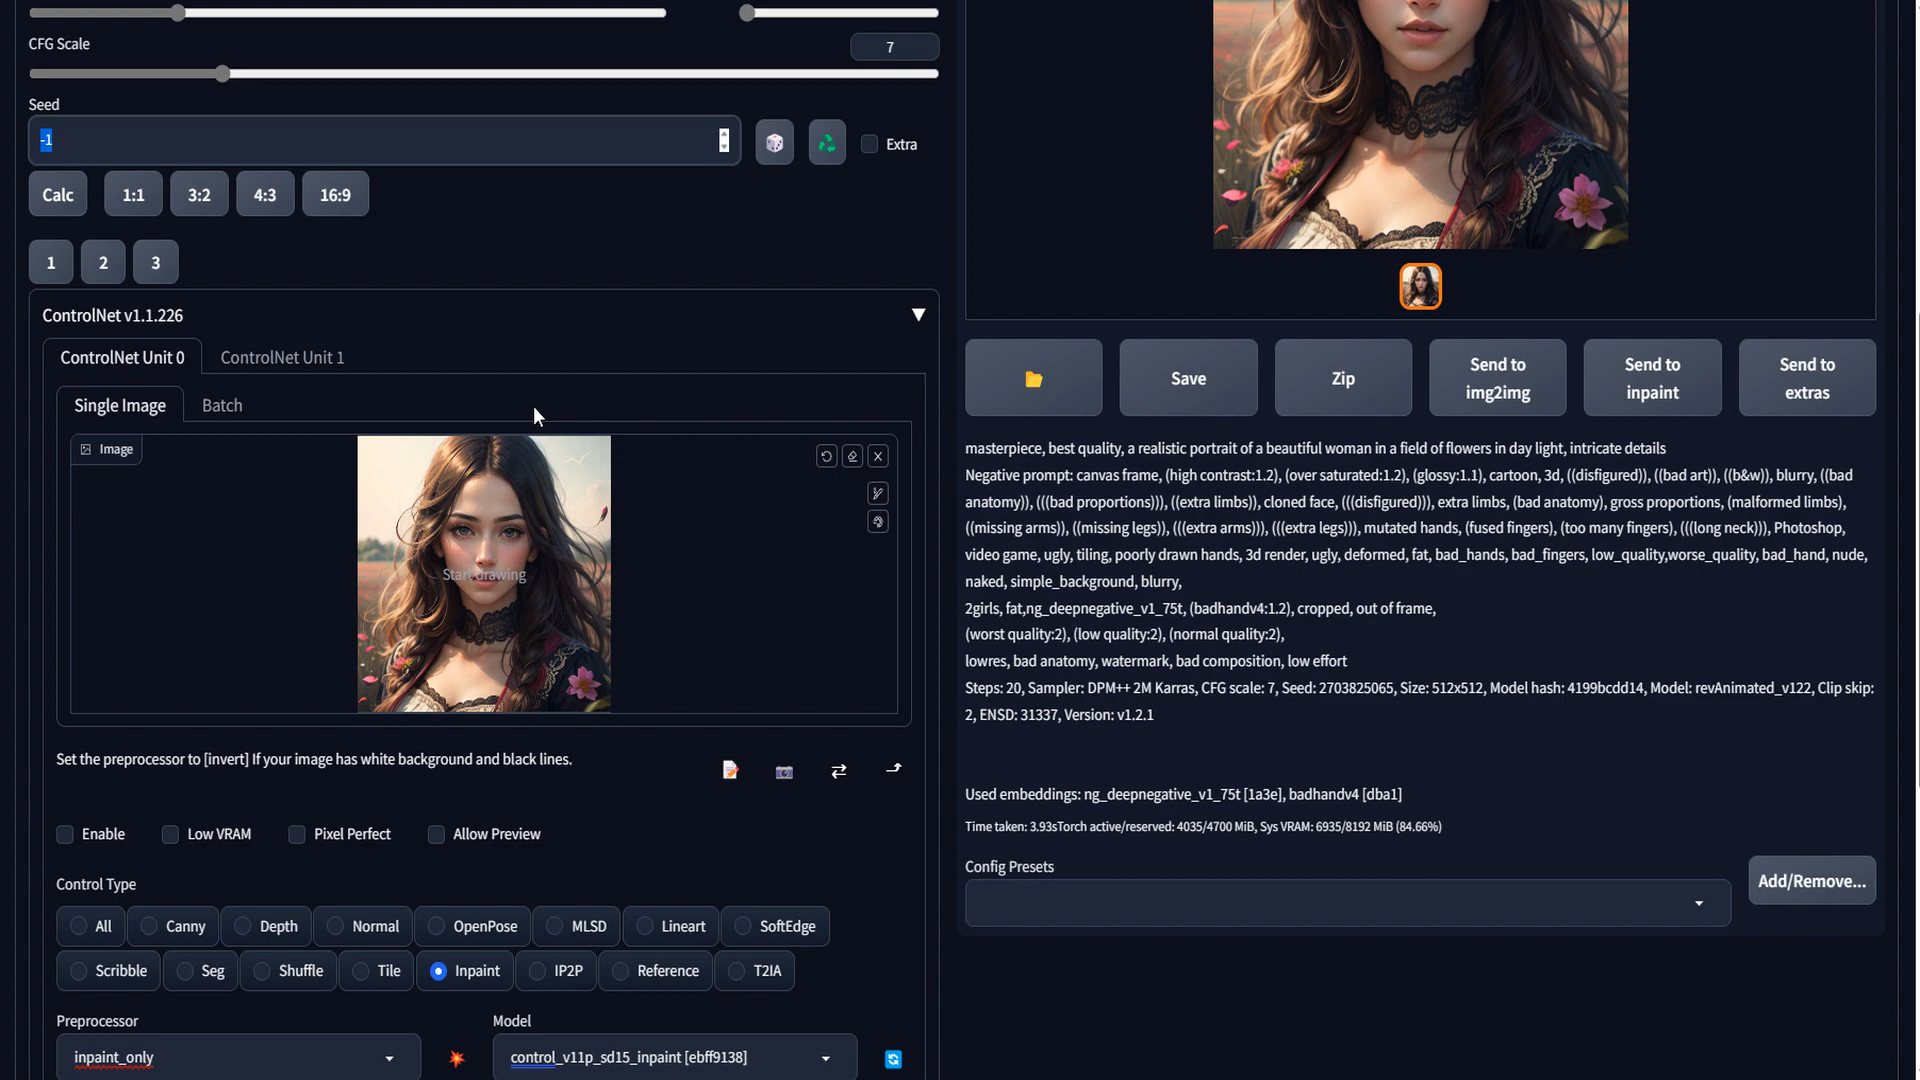 CFG Scale
7
Seed
-1
Extra
Calc
1:1
3:2
4:3
16:9
1
2
3
ControlNet v1.1.226
ControlNet Unit 0
ControlNet Unit 1
Single Image
Batch
Image
Start drawing
Set the preprocessor to [invert] If your image has white background and black lines.
Enable
Low VRAM
Pixel Perfect
Allow Preview
Control Type
All
Canny
Depth
Normal
OpenPose
MLSD
Lineart
SoftEdge
Scribble
Seg
Shuffle
Tile
Inpaint
IP2P
Reference
T2IA
Preprocessor
Model
inpaint_only
control_v11p_sd15_inpaint [ebff9138]
Save
Zip
Send to
img2img
Send to
inpaint
Send to
extras
masterpiece, best quality, a realistic portrait of a beautiful woman in a field of flowers in day light, intricate details
Negative prompt: canvas frame, (high contrast:1.2), (over saturated:1.2), (glossy:1.1), cartoon, 3d, ((disfigured)), ((bad art)), ((b&w)), blurry, ((bad
anatomy)), (((bad proportions))), ((extra limbs)), cloned face, (((disfigured))), extra limbs, (bad anatomy), gross proportions, (malformed limbs),
((missing arms)), ((missing legs)), (((extra arms))), (((extra legs))), mutated hands, (fused fingers), (too many fingers), (((long neck))), Photoshop,
video game, ugly, tiling, poorly drawn hands, 3d render, ugly, deformed, fat, bad_hands, bad_fingers, low_quality,worse_quality, bad_hand, nude,
naked, simple_background, blurry,
2girls, fat,ng_deepnegative_v1_75t, (badhandv4:1.2), cropped, out of frame,
(worst quality:2), (low quality:2), (normal quality:2),
lowres, bad anatomy, watermark, bad composition, low effort
Steps: 20, Sampler: DPM++ 2M Karras, CFG scale: 7, Seed: 2703825065, Size: 512x512, Model hash: 4199bcdd14, Model: revAnimated_v122, Clip skip:
2, ENSD: 31337, Version: v1.2.1
Used embeddings: ng_deepnegative_v1_75t [1a3e], badhandv4 [dba1]
Time taken: 3.93sTorch active/reserved: 4035/4700 MiB, Sys VRAM: 6935/8192 MiB (84.66%)
Config Presets
Add/Remove...